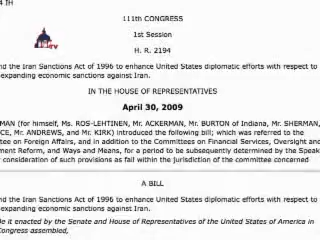 4 TH
111th CONGRESS
1st Session
H. R. 2194
nd the Iran Sanctions Act of 1996 to enhance United States diplomatic efforts with respect to
expanding economic sanctions against Iran.
IN THE HOUSE OF REPRESENTATIVES
April 30, 2009
MAN (for himself, Ms. ROS-LEHTINEN, Mr. ACKERMAN, Mr. BURTON of Indiana, Mr. SHERMAN,
CE, Mr. ANDREWS, and Mr. KIRK) introduced the following bill; which was referred to the
tee on Foreign Affairs, and in addition to the Committees on Financial Services, Oversight and
ment Reform, and Ways and Means, for a period to be subsequently determined by the Speak
consideration of such provisions as fall within the jurisdiction of the committee concerned
A BILL
nd the Iran Sanctions Act of 1996 to enhance United States diplomatic efforts with respect to
expanding economic sanctions against Iran.
e it enacted by the Senate and House of Representatives of the United States of America in
Congress assembled,